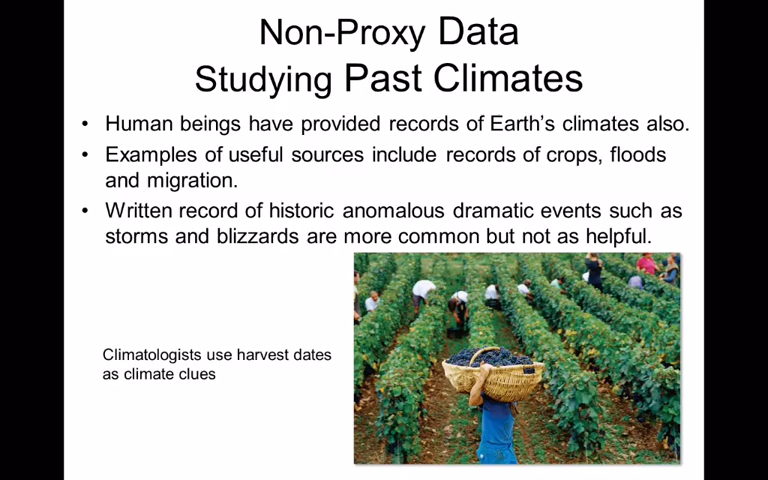 Non-Proxy Data
Studying Past Climates
• Human beings have provided records of Earth's climates also.
• Examples of useful sources include records of crops, floods
and migration.
• Written record of historic anomalous dramatic events such as
storms and blizzards are more common but not as helpful.
Climatologists use harvest dates
as climate clues